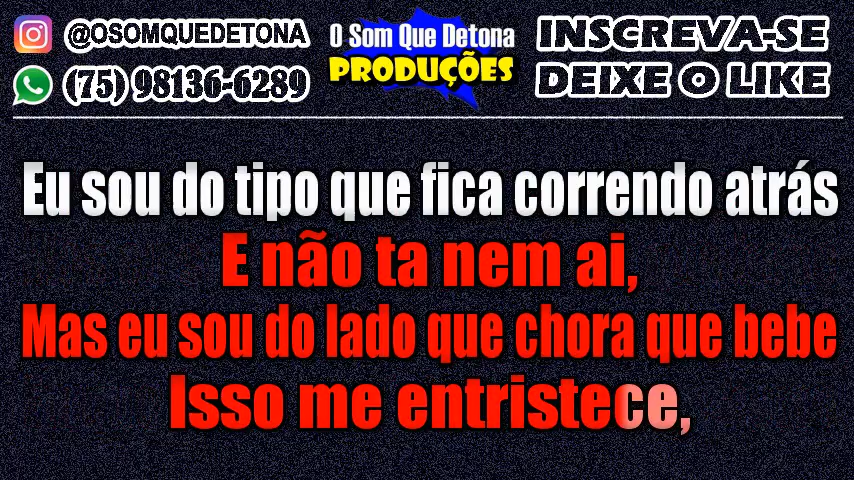 @OSOMQUEDETONA
(75) 98136-6289
O Som Que Detona
PRODUÇÕES
INSCREVA-SE
DEIXE O LIKE
Eu sou do tipo que fica correndo atrás
E não ta nem ai,
Mas eu sou do lado que chora que bebe
Isso me entristece,